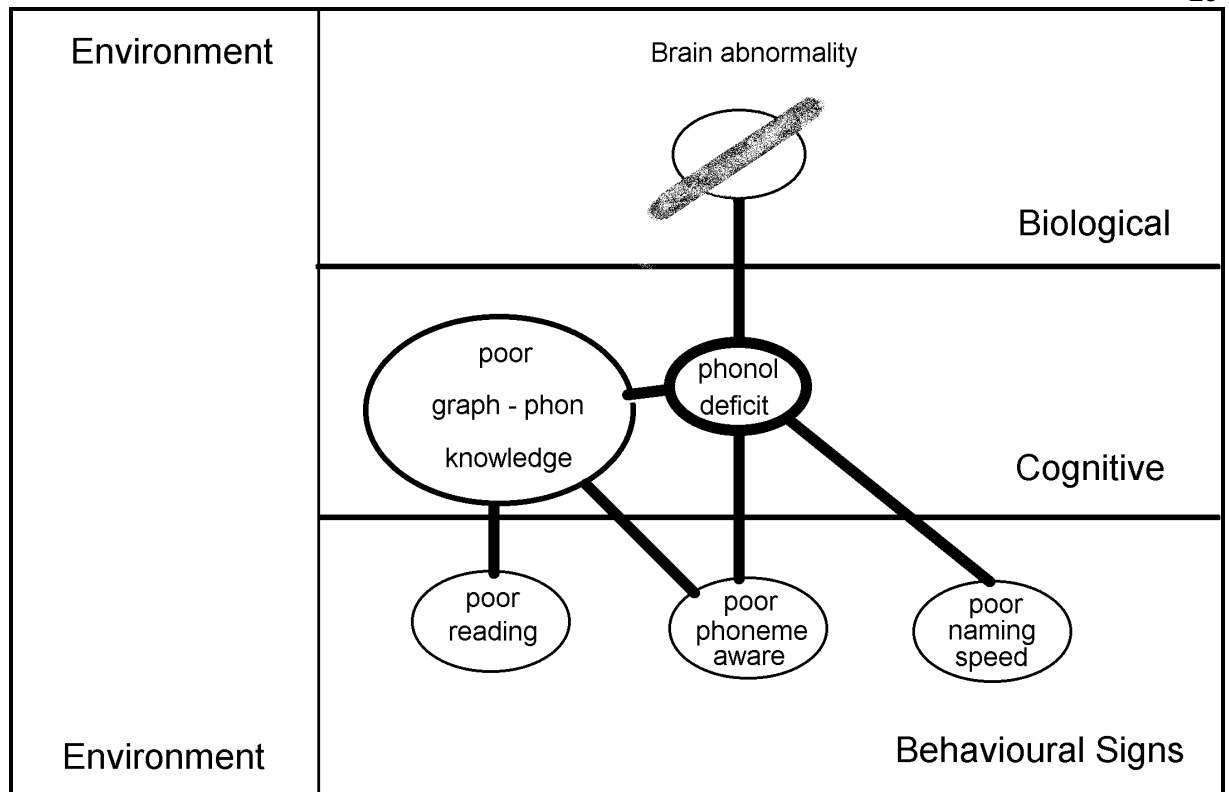 Environment
Brain abnormality
Biological
poor
graph - phon
knowledge
phonol
deficit
Cognitive
poor
reading
poor
phoneme
aware
poor
naming
speed
Environment
Behavioural Signs